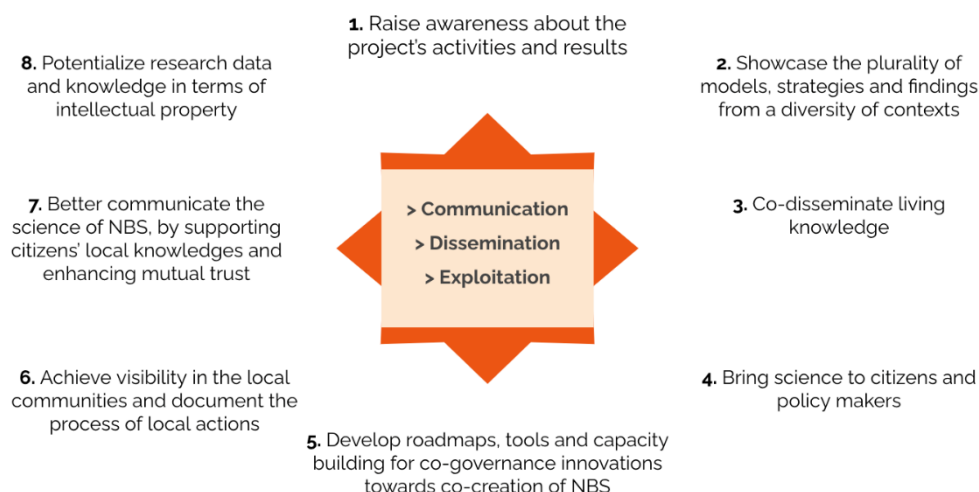 1. Raise awareness about the
project's activities and results
2. Showcase the plurality of
models, strategies and findings
from a diversity of contexts
3. Co-disseminate living
knowledge
4. Bring science to citizens and
policy makers
5. Develop roadmaps, tools and capacity
building for co-governance innovations
towards co-creation of NBS
6. Achieve visibility in the local
communities and document the
process of local actions
7. Better communicate the
science of NBS, by supporting
citizens' local knowledges and
enhancing mutual trust
8. Potentialize research data
and knowledge in terms of
intellectual property
> Communication
> Dissemination
> Exploitation